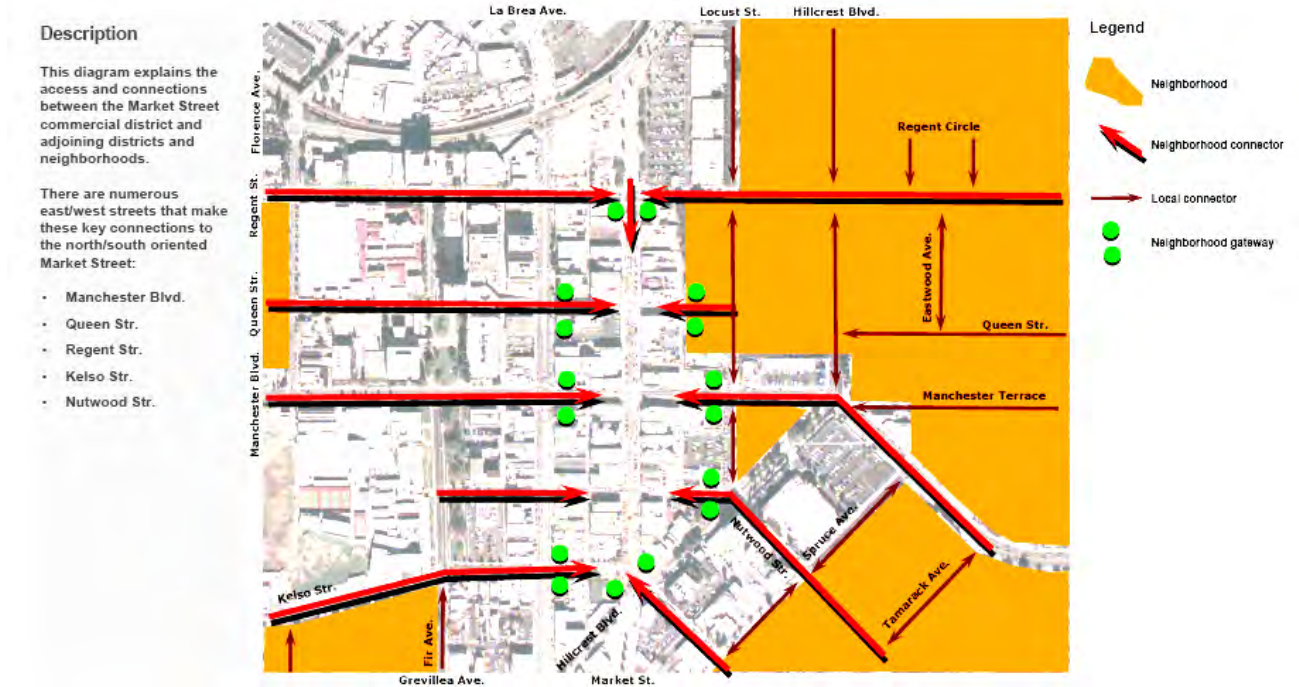 La Brea Ave.
Locust St.
Hillcrest Blvd.
Description
This diagram explains the
access and connections
between the Market Street
commercial district and
adjoining districts and
neighborhoods.
There are numerous
east/west streets that make
these key connections to
the north/south oriented
Market Street:
• Manchester Blvd.
• Queen Str.
• Regent Str.
• Kelso Str.
• Nutwood Str.
Florence Ave.
Regent St.
Queen Str.
Manchester Blvd.
Regent Circle
Eastwood Ave.
Queen Str.
Manchester Terrace
Nutwood Str.
Spruce Ave.
Tamarack Ave.
Kelso Str.
Fir Ave.
Hillcrest Blvd.
Grevillea Ave.
Market St.
Legend
Neighborhood
Neighborhood connector
Local connector
Neighborhood gateway